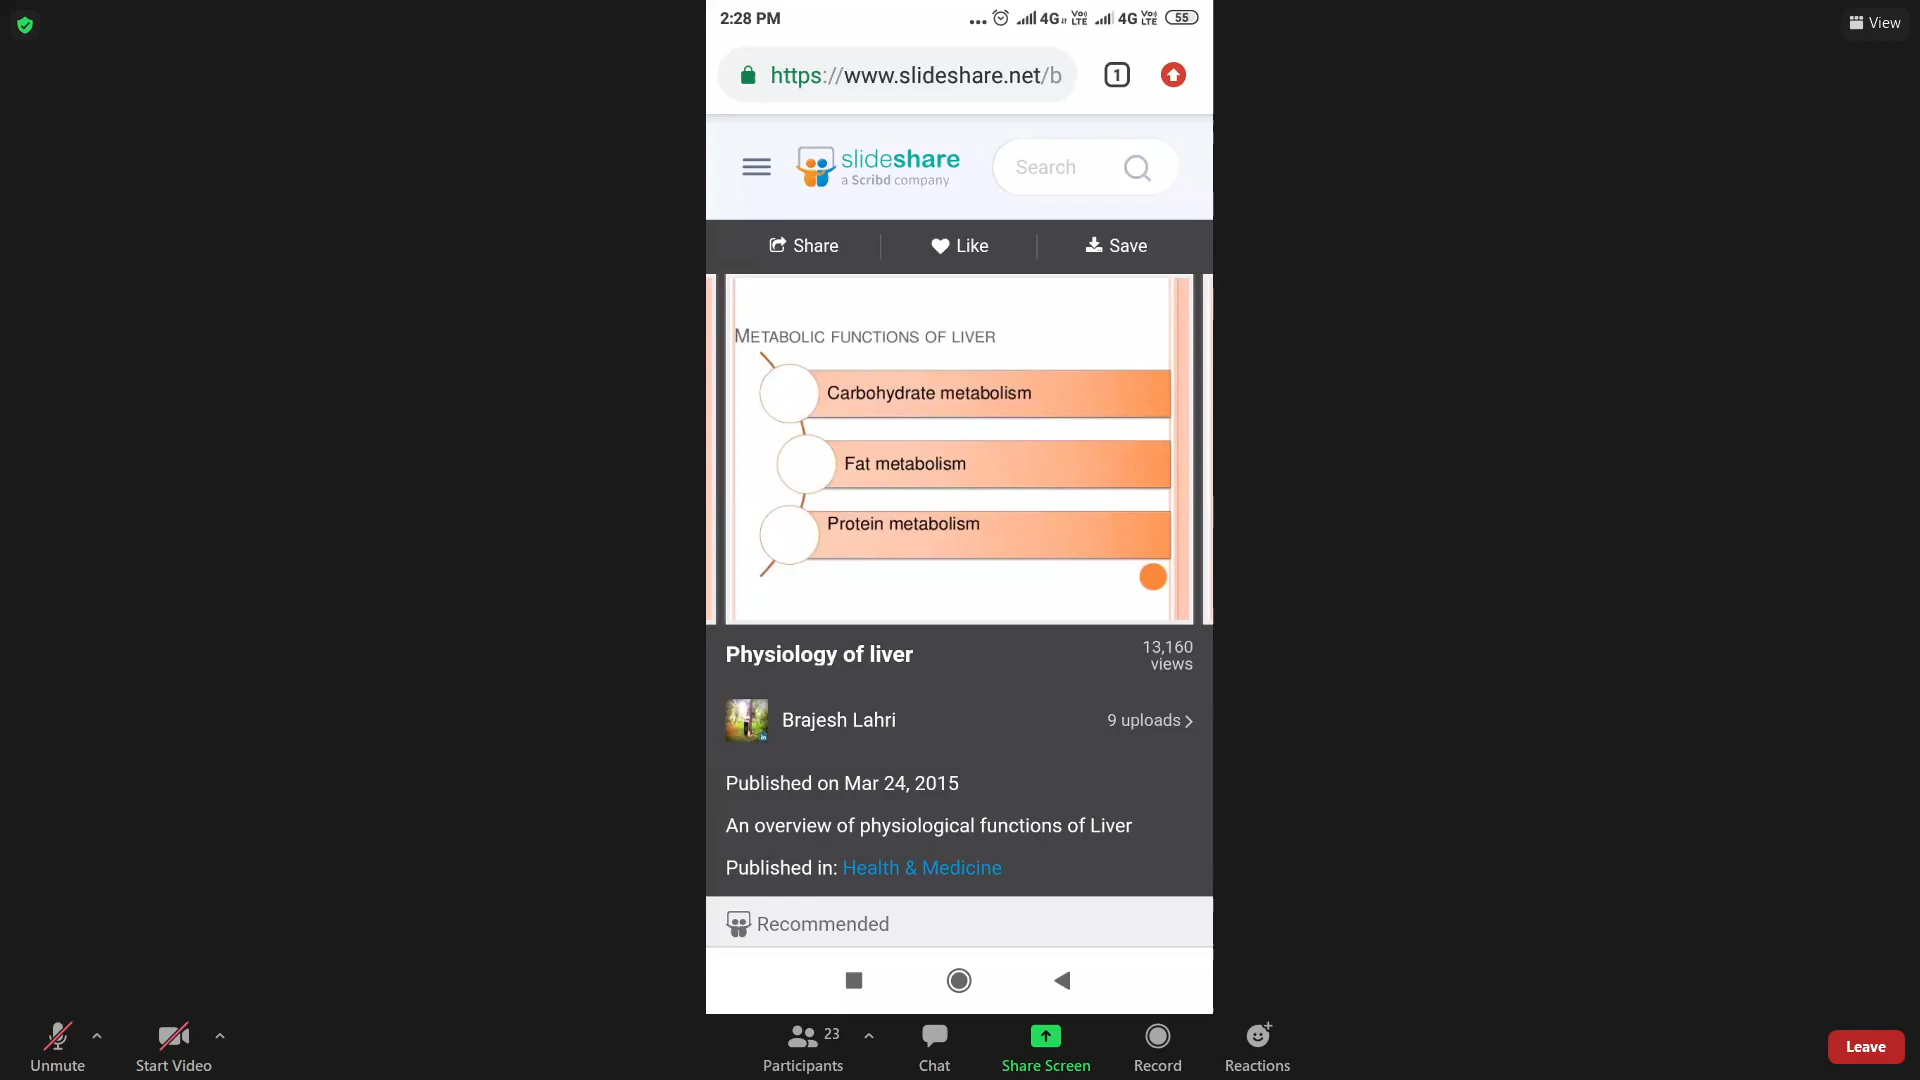 2:28 PM
4G
VoLTE
4G
VoLTE
55
View
https://www.slideshare.net/b
1
slideshare
a Scribd company
Search
Share
Like
Save
METABOLIC FUNCTIONS OF LIVER
Carbohydrate metabolism
Fat metabolism
Protein metabolism
Physiology of liver
13,160
views
Brajesh Lahri
9 uploads
Published on Mar 24, 2015
An overview of physiological functions of Liver
Published in: Health & Medicine
Recommended
Unmute
Start Video
23
Participants
Chat
Share Screen
Record
Reactions
Leave